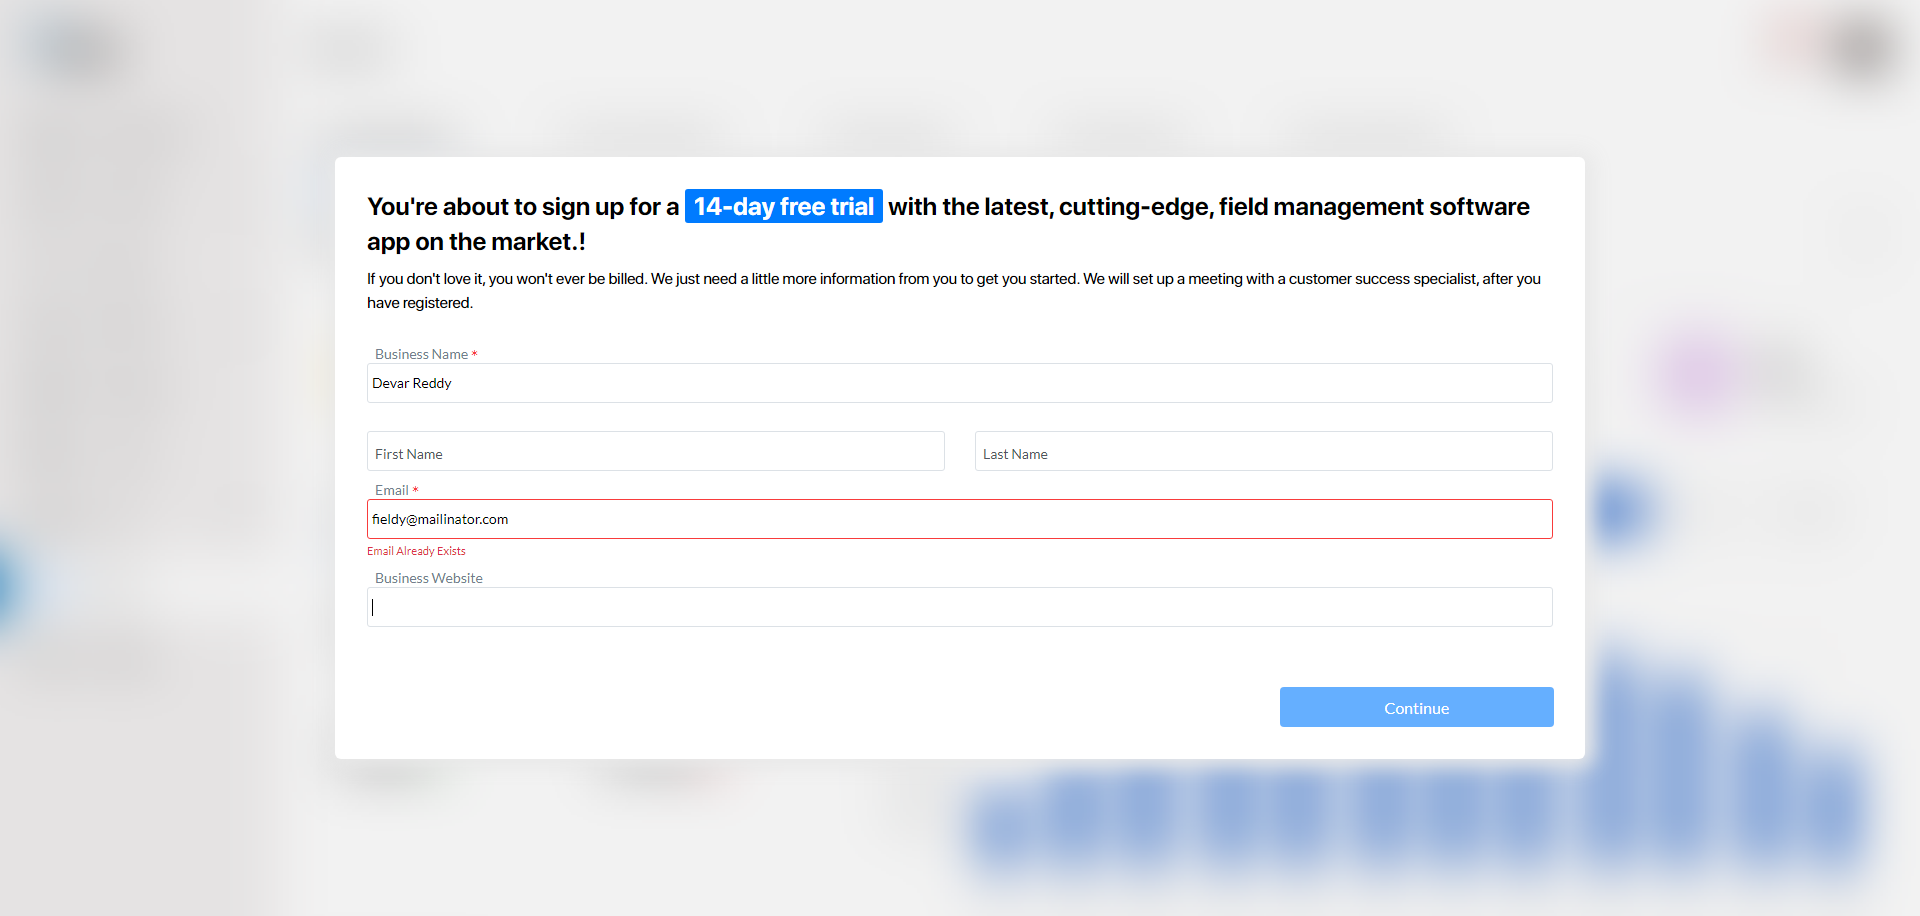 You're about to sign up for a 14-day free trial with the latest, cutting-edge, field management software
app on the market.!
If you don't love it, you won't ever be billed. We just need a little more information from you to get you started. We will set up a meeting with a customer success specialist, after you
have registered.
Business Name *
Devar Reddy
First Name
Last Name
Email *
fieldy@mailinator.com
Email Already Exists
Business Website
Continue